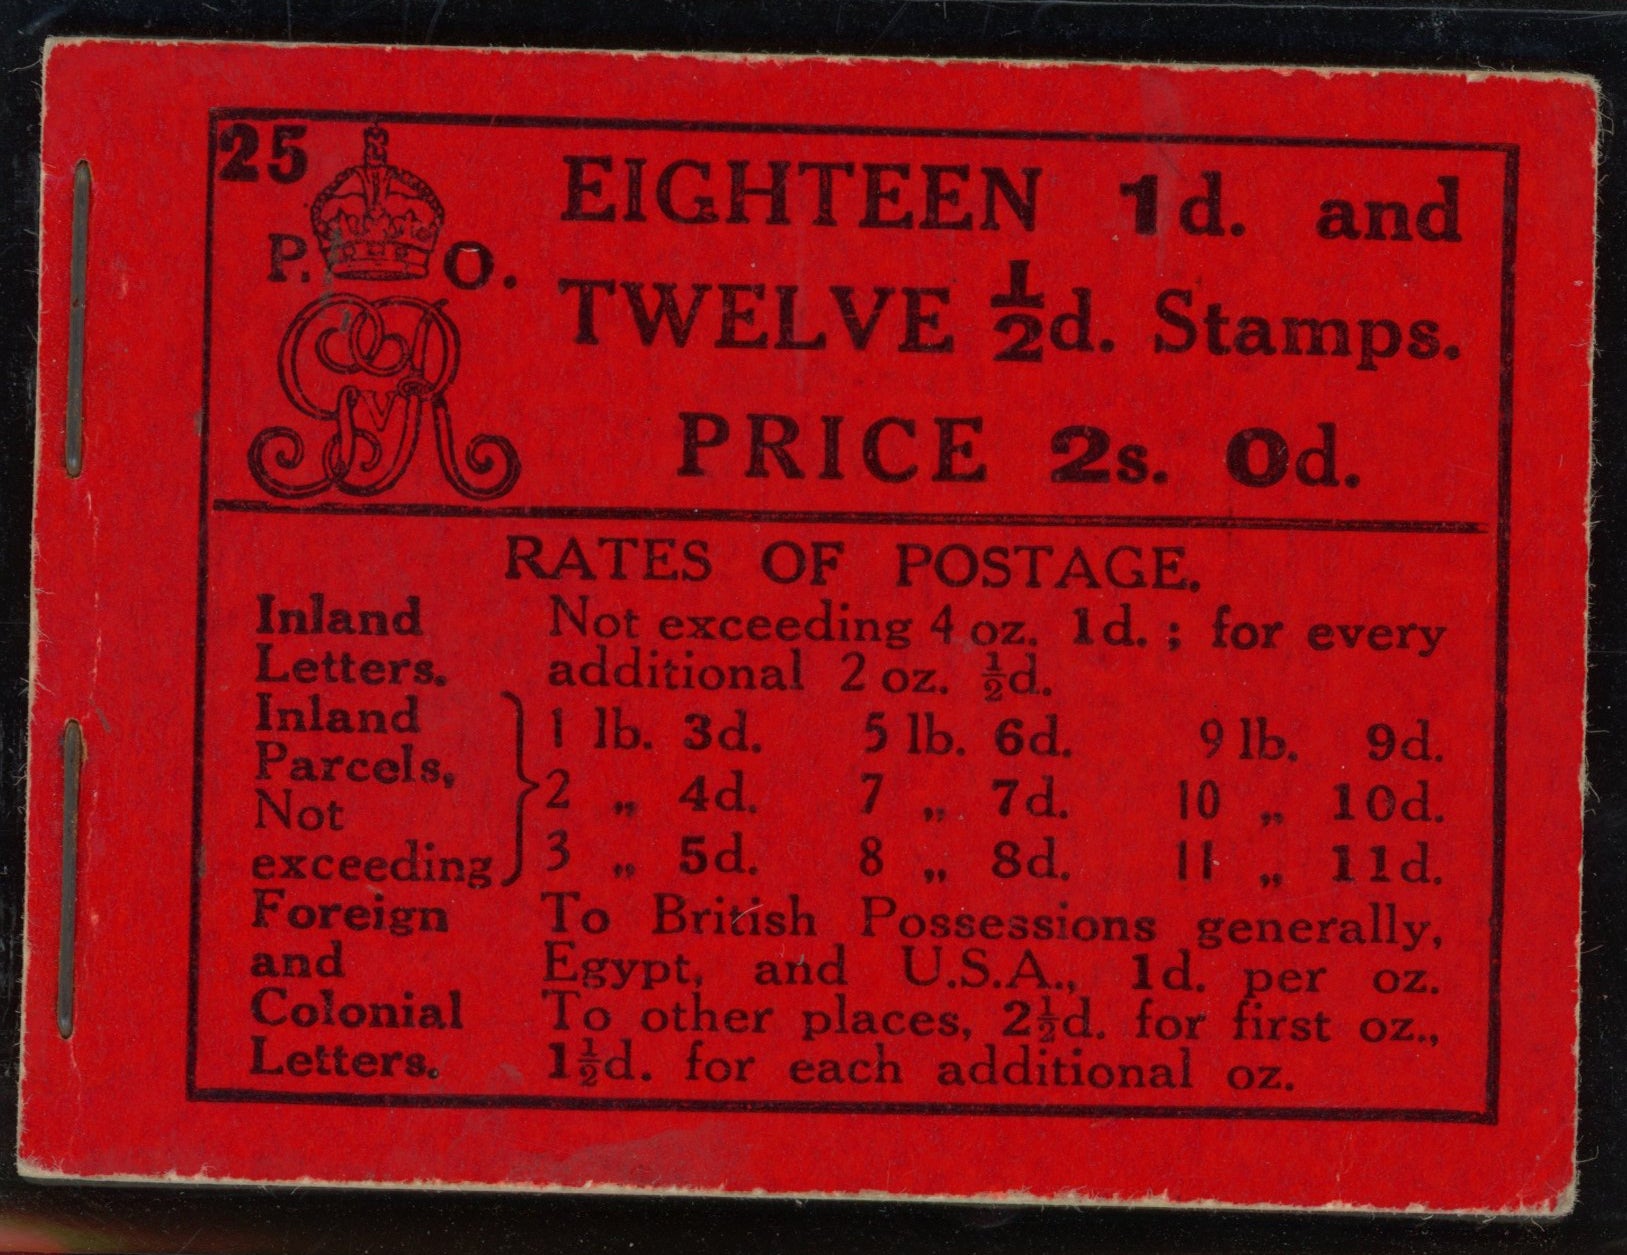 25
P. O.
GvR
EIGHTEEN 1d. and
TWELVE ½d. Stamps.
PRICE 2s. 0d.
RATES OF POSTAGE.
Inland Not exceeding 4 oz. 1d. ; for every
Letters. additional 2 oz. ½d.
Inland
Parcels,
Not
exceeding
1 lb. 3d. 5 lb. 6d. 9 lb. 9d.
2 „ 4d. 7 „ 7d. 10 „ 10d.
3 „ 5d. 8 „ 8d. 11 „ 11d.
Foreign To British Possessions generally,
and Egypt, and U.S.A., 1d. per oz.
Colonial To other places, 2½d. for first oz.,
Letters. 1½d. for each additional oz.